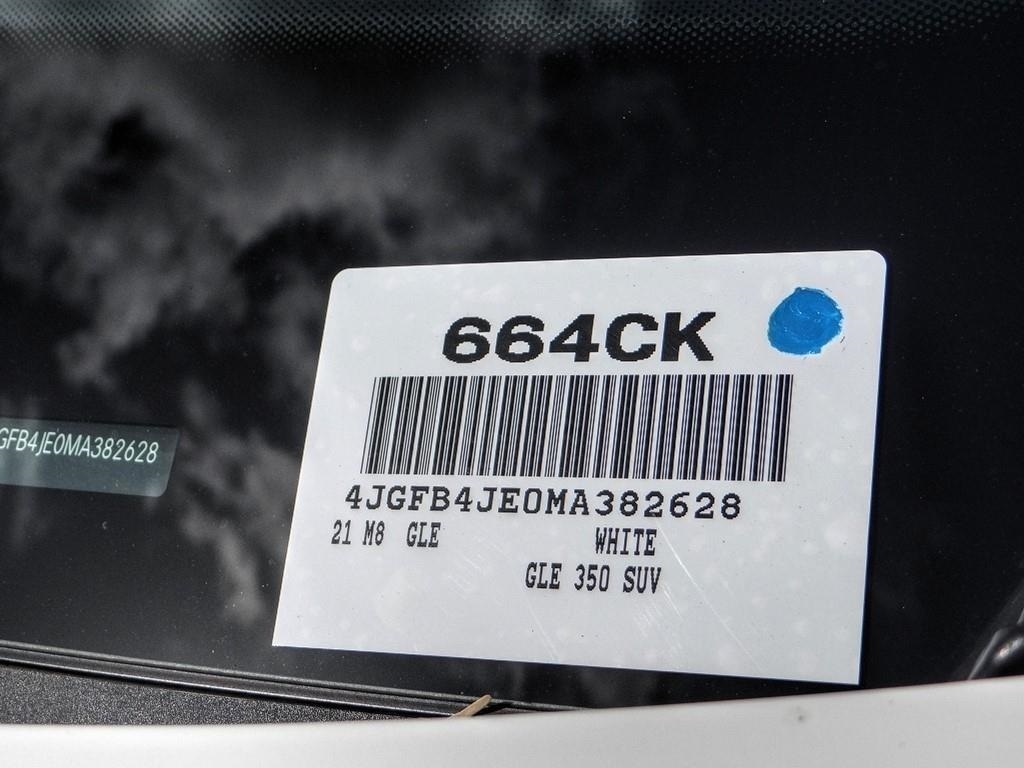 664CK
GFB4JE0MA382628
4JGFB4JE0MA382628
21 M8 GLE WHITE
GLE 350 SUV